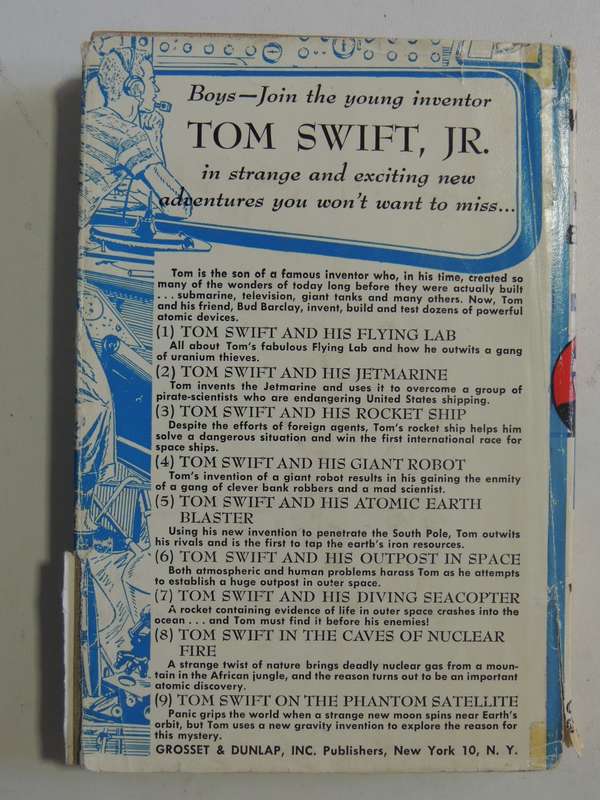 Boys—Join the young inventor
TOM SWIFT, JR.
in strange and exciting new
adventures you won't want to miss...
Tom is the son of a famous inventor who, in his time, created so
many of the wonders of today long before they were actually built
. . . submarine, television, giant tanks and many others. Now, Tom
and his friend, Bud Barclay, invent, build and test dozens of powerful
atomic devices.
(1) TOM SWIFT AND HIS FLYING LAB
All about Tom's fabulous Flying Lab and how he outwits a gang
of uranium thieves.
(2) TOM SWIFT AND HIS JETMARINE
Tom invents the Jetmarine and uses it to overcome a group of
pirate-scientists who are endangering United States shipping.
(3) TOM SWIFT AND HIS ROCKET SHIP
Despite the efforts of foreign agents, Tom's rocket ship helps him
solve a dangerous situation and win the first international race for
space ships.
(4) TOM SWIFT AND HIS GIANT ROBOT
Tom's invention of a giant robot results in his gaining the enmity
of a gang of clever bank robbers and a mad scientist.
(5) TOM SWIFT AND HIS ATOMIC EARTH
BLASTER
Using his new invention to penetrate the South Pole, Tom outwits
his rivals and is the first to tap the earth's iron resources.
(6) TOM SWIFT AND HIS OUTPOST IN SPACE
Both atmospheric and human problems harass Tom as he attempts
to establish a huge outpost in outer space.
(7) TOM SWIFT AND HIS DIVING SEACOPTER
A rocket containing evidence of life in outer space crashes into the
ocean . . . and Tom must find it before his enemies!
(8) TOM SWIFT IN THE CAVES OF NUCLEAR
FIRE
A strange twist of nature brings deadly nuclear gas from a moun-
tain in the African jungle, and the reason turns out to be an important
atomic discovery.
(9) TOM SWIFT ON THE PHANTOM SATELLITE
Panic grips the world when a strange new moon spins near Earth's
orbit, but Tom uses a new gravity invention to explore the reason for
this mystery.
GROSSET & DUNLAP, INC. Publishers, New York 10, N. Y.